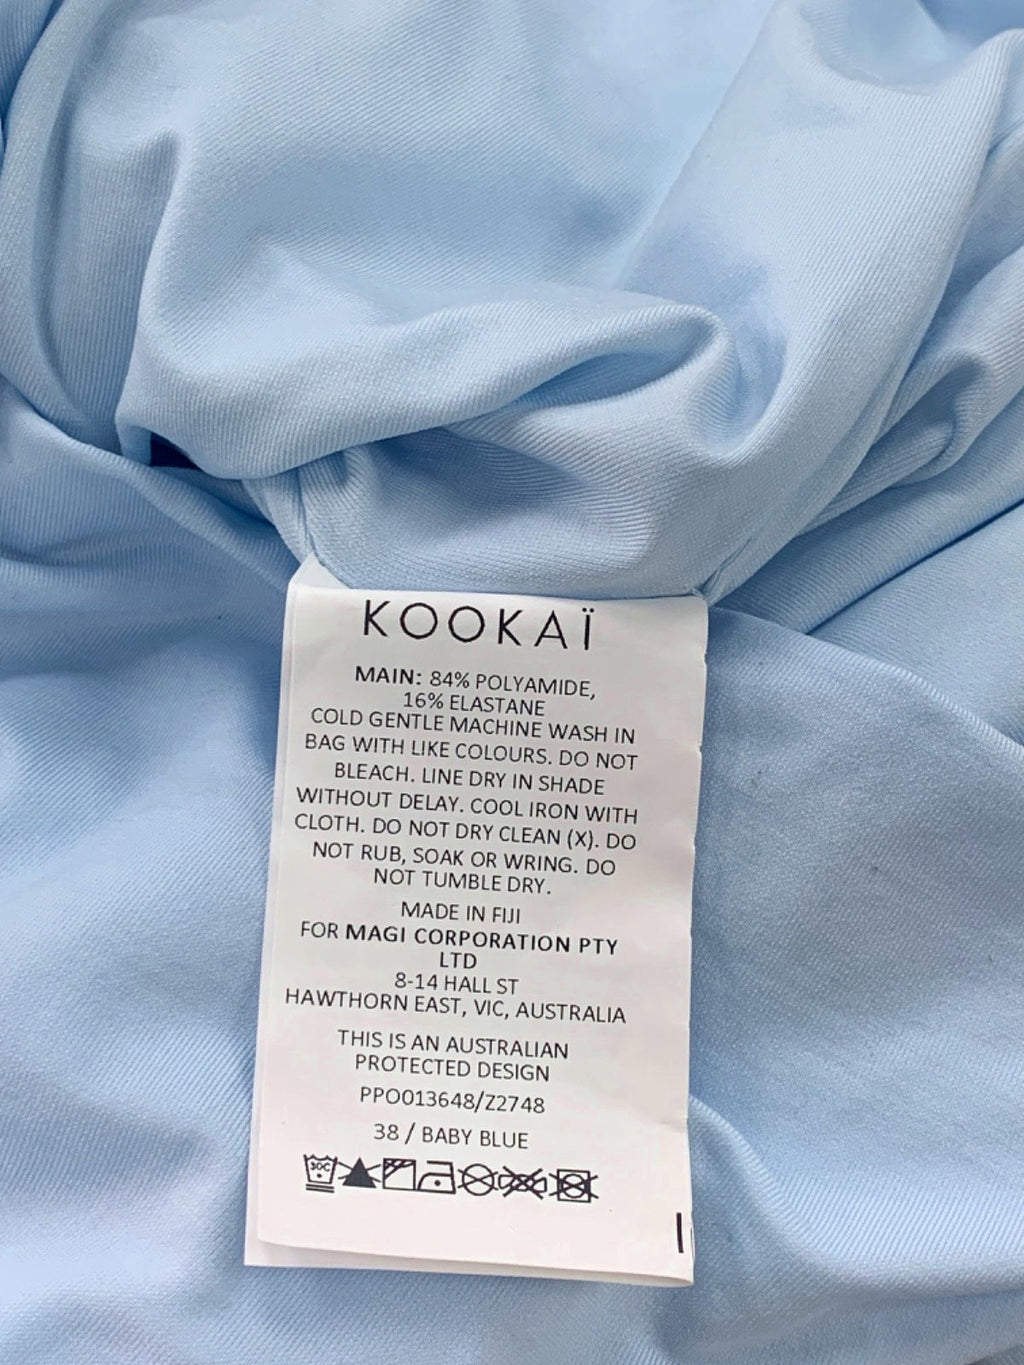 KOOKAÏ
MAIN: 84% POLYAMIDE,
16% ELASTANE
COLD GENTLE MACHINE WASH IN
BAG WITH LIKE COLOURS. DO NOT
BLEACH. LINE DRY IN SHADE
WITHOUT DELAY. COOL IRON WITH
CLOTH. DO NOT DRY CLEAN (X). DO
NOT RUB, SOAK OR WRING. DO
NOT TUMBLE DRY.
MADE IN FIJI
FOR MAGI CORPORATION PTY
LTD
8-14 HALL ST
HAWTHORN EAST, VIC, AUSTRALIA
THIS IS AN AUSTRALIAN
PROTECTED DESIGN
PPO013648/Z2748
38 / BABY BLUE
30C